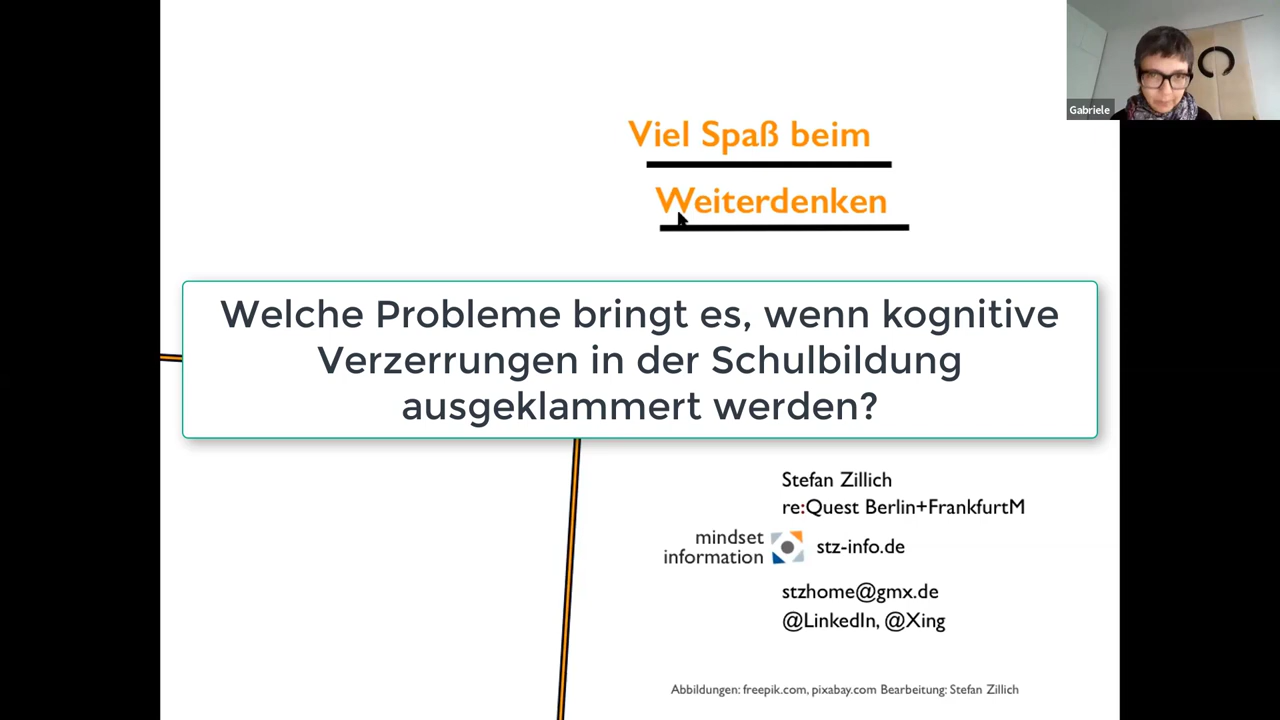 Gabriele
Viel Spaß beim
Weiterdenken
Welche Probleme bringt es, wenn kognitive
Verzerrungen in der Schulbildung
ausgeklammert werden?
Stefan Zillich
re:Quest Berlin+FrankfurtM
mindset
information
stz-info.de
stzhome@gmx.de
@LinkedIn, @Xing
Abbildungen: freepik.com, pixabay.com Bearbeitung: Stefan Zillich